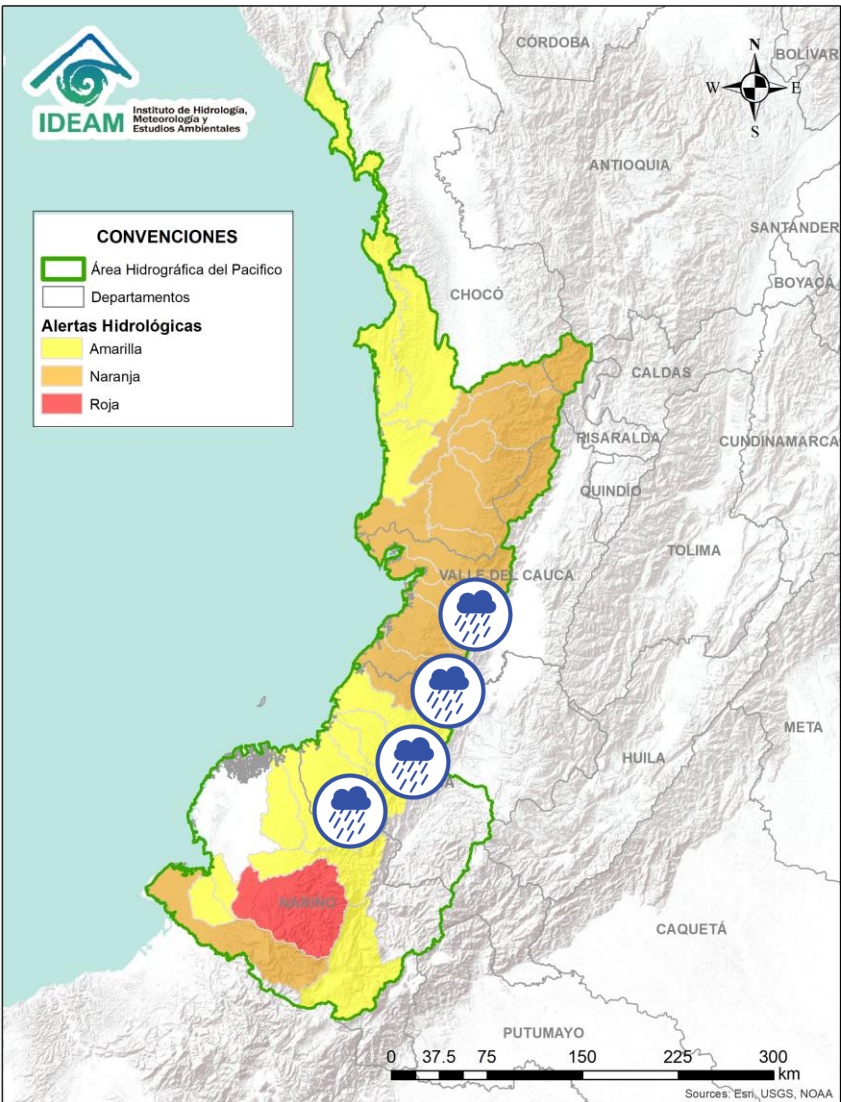 IDEAM
Instituto de Hidrología,
Meteorología y
Estudios Ambientales
CÓRDOBA
BOLÍVAR
N
W
E
S
ANTIOQUIA
SANTANDER
BOYACÁ
CONVENCIONES
Área Hidrográfica del Pacifico
Departamentos
Alertas Hidrológicas
Amarilla
Naranja
Roja
CHOCÓ
CALDAS
RISARALDA
CUNDINAMARCA
QUINDÍO
TOLIMA
VALLE DEL CAUCA
META
HUILA
NARIÑO
CAQUETÁ
PUTUMAYO
0 37.5 75 150 225 300
km
Sources: Esri, USGS, NOAA